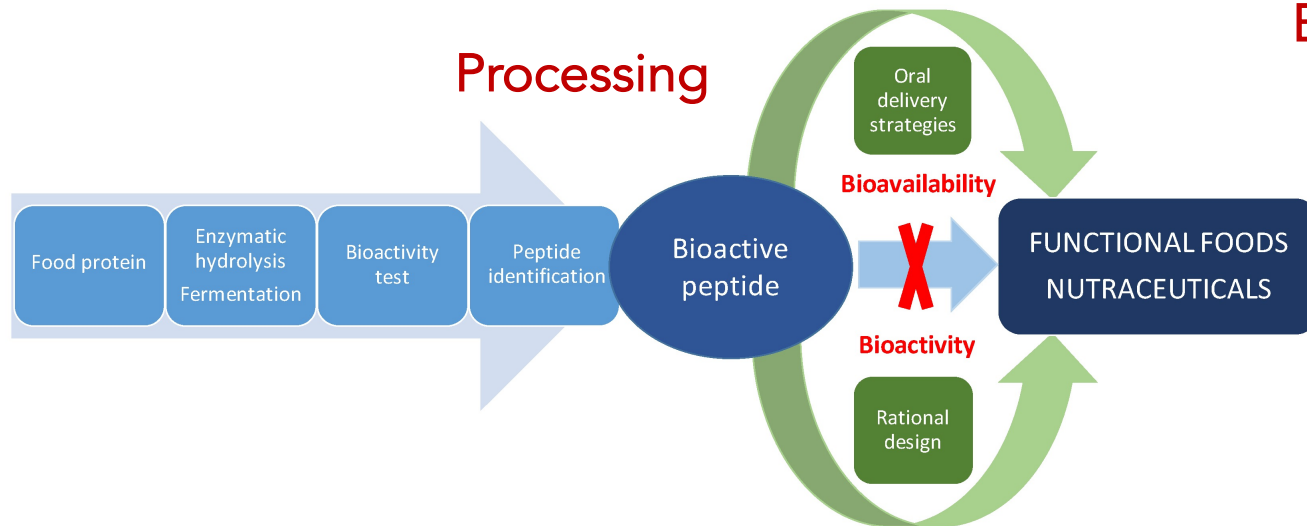 Processing
E
Food protein
Enzymatic
hydrolysis
Fermentation
Bioactivity
test
Peptide
identification
Bioactive
peptide
Oral
delivery
strategies
Bioavailability
Bioactivity
Rational
design
FUNCTIONAL FOODS
NUTRACEUTICALS